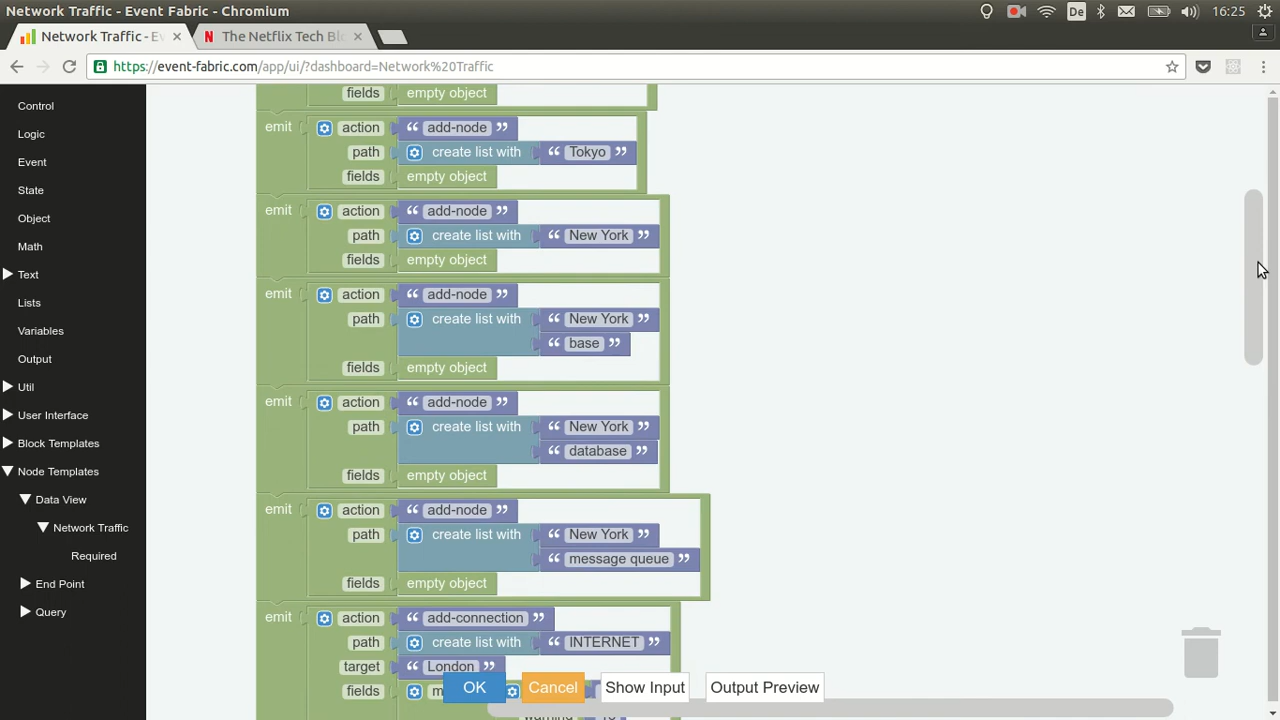 Network Traffic - Event Fabric - Chromium
De
16:25
Network Traffic - Ev
The Netflix Tech Bl
https://event-fabric.com/app/ui/?dashboard=Network%20Traffic
Control
Logic
Event
State
Object
Math
Text
Lists
Variables
Output
Util
User Interface
Block Templates
Node Templates
Data View
Network Traffic
Required
End Point
Query
fields empty object
emit action “ add-node ”
path create list with “ Tokyo ”
fields empty object
emit action “ add-node ”
path create list with “ New York ”
fields empty object
emit action “ add-node ”
path create list with “ New York ”
“ base ”
fields empty object
emit action “ add-node ”
path create list with “ New York ”
“ database ”
fields empty object
emit action “ add-node ”
path create list with “ New York ”
“ message queue ”
fields empty object
emit action “ add-connection ”
path create list with “ INTERNET ”
target “ London ”
fields
OK Cancel Show Input Output Preview